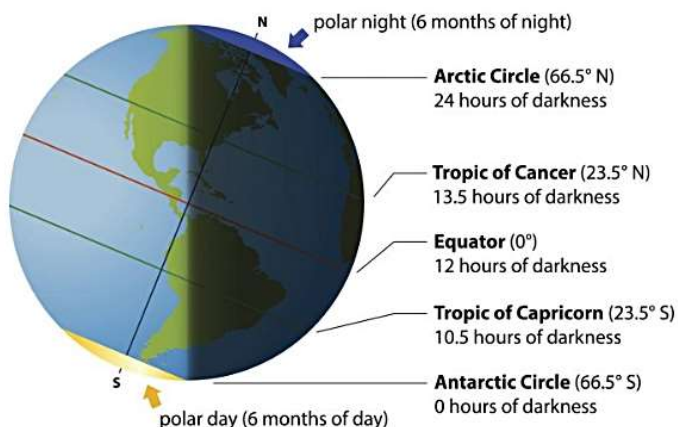 N
polar night (6 months of night)
Arctic Circle (66.5° N)
24 hours of darkness
Tropic of Cancer (23.5° N)
13.5 hours of darkness
Equator (0°)
12 hours of darkness
Tropic of Capricorn (23.5° S)
10.5 hours of darkness
Antarctic Circle (66.5° S)
0 hours of darkness
S
polar day (6 months of day)